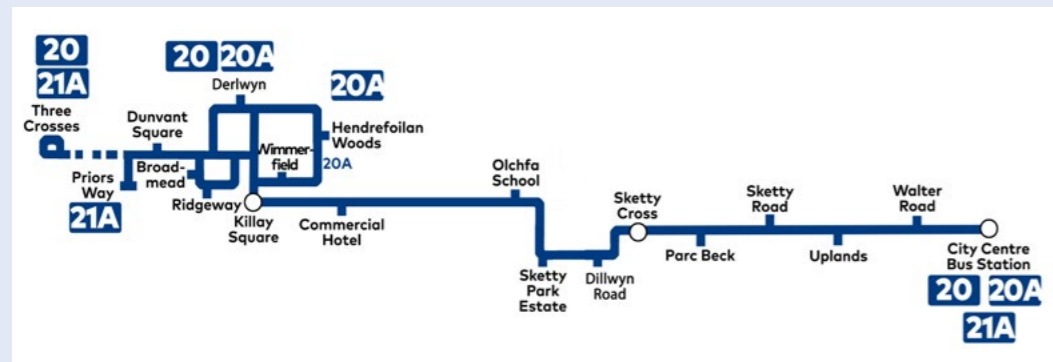 20
21A
Three
Crosses
Dunvant
Square
20 20A
Derlwyn
20A
Hendrefoilan
Woods
20A
Wimmer-
field
Broad-
mead
Priors
Way
21A
Ridgeway
Killay
Square
Commercial
Hotel
Olchfa
School
Sketty
Park
Estate
Dillwyn
Road
Sketty
Cross
Parc Beck
Sketty
Road
Uplands
Walter
Road
City Centre
Bus Station
20 20A
21A